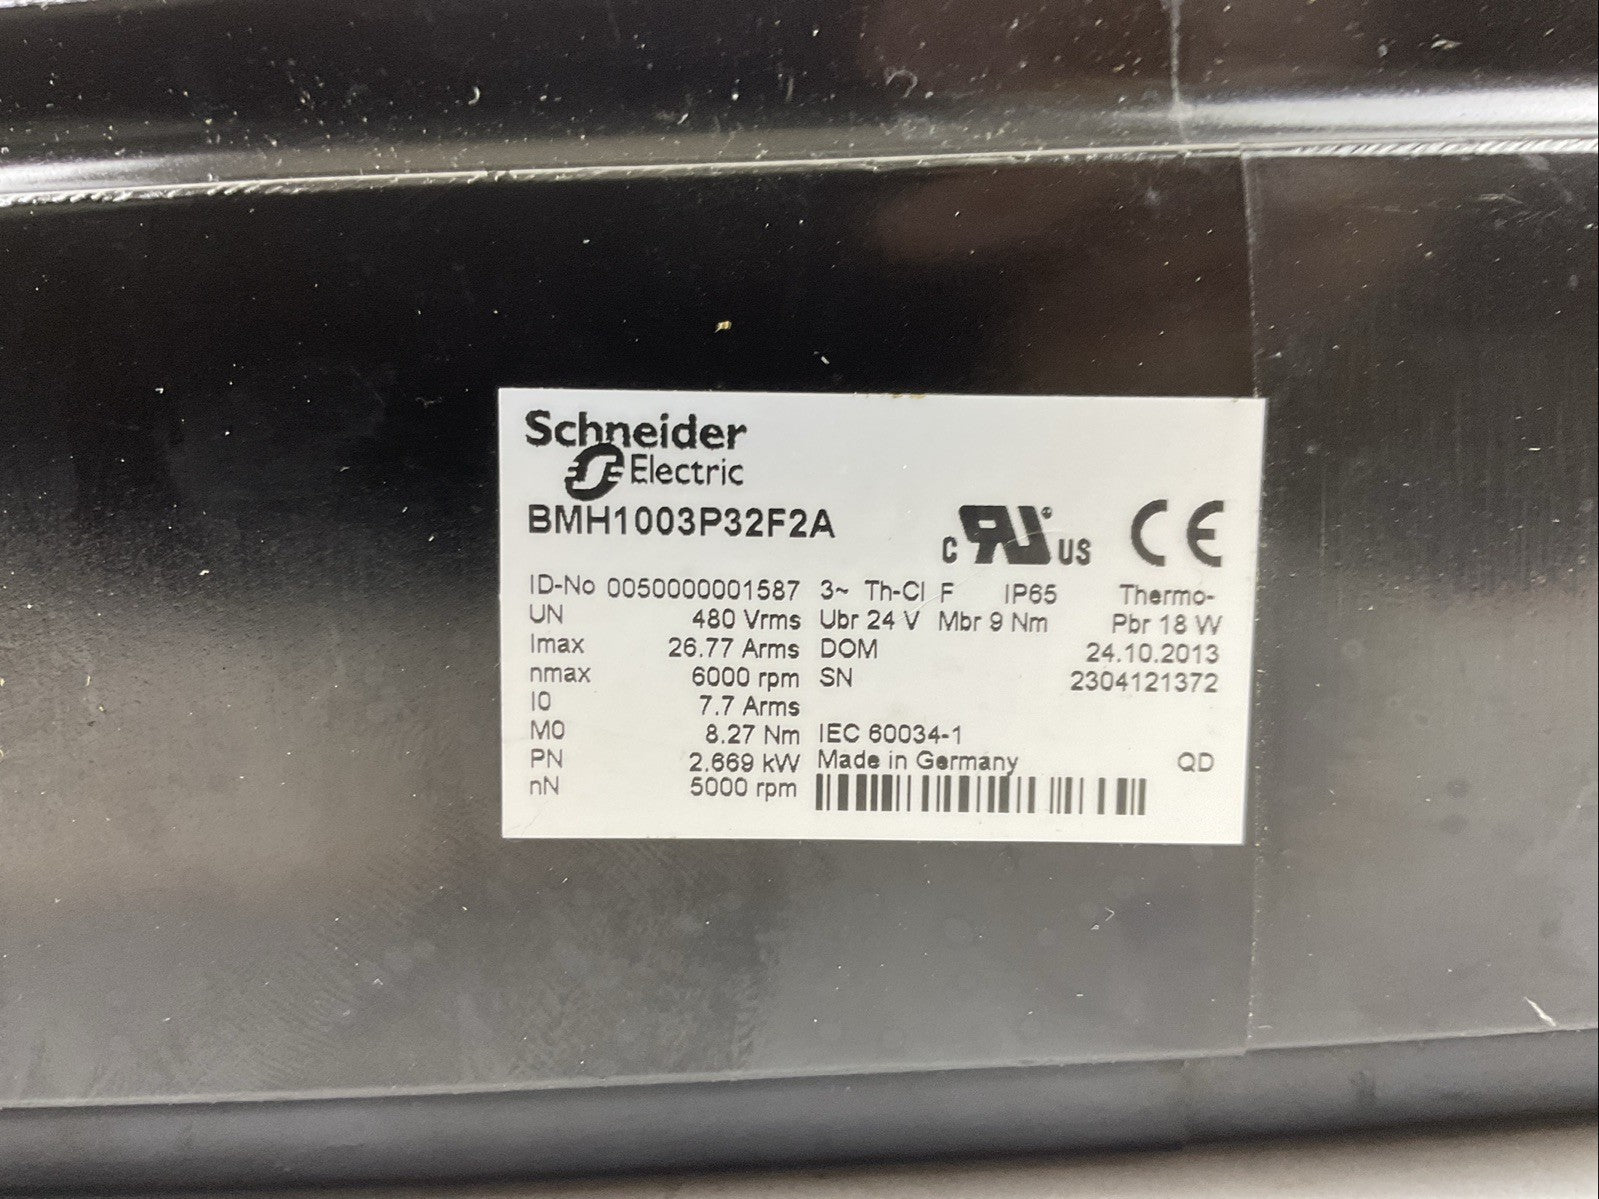 Schneider
Electric
BMH1003P32F2A
c RU ® US CE
ID-No 0050000001587 3~ Th-Cl F IP65 Thermo-
UN 480 Vrms Ubr 24 V Mbr 9 Nm Pbr 18 W
Imax 26.77 Arms DOM 24.10.2013
nmax 6000 rpm SN 2304121372
I0 7.7 Arms
M0 8.27 Nm IEC 60034-1
PN 2.669 kW Made in Germany QD
nN 5000 rpm